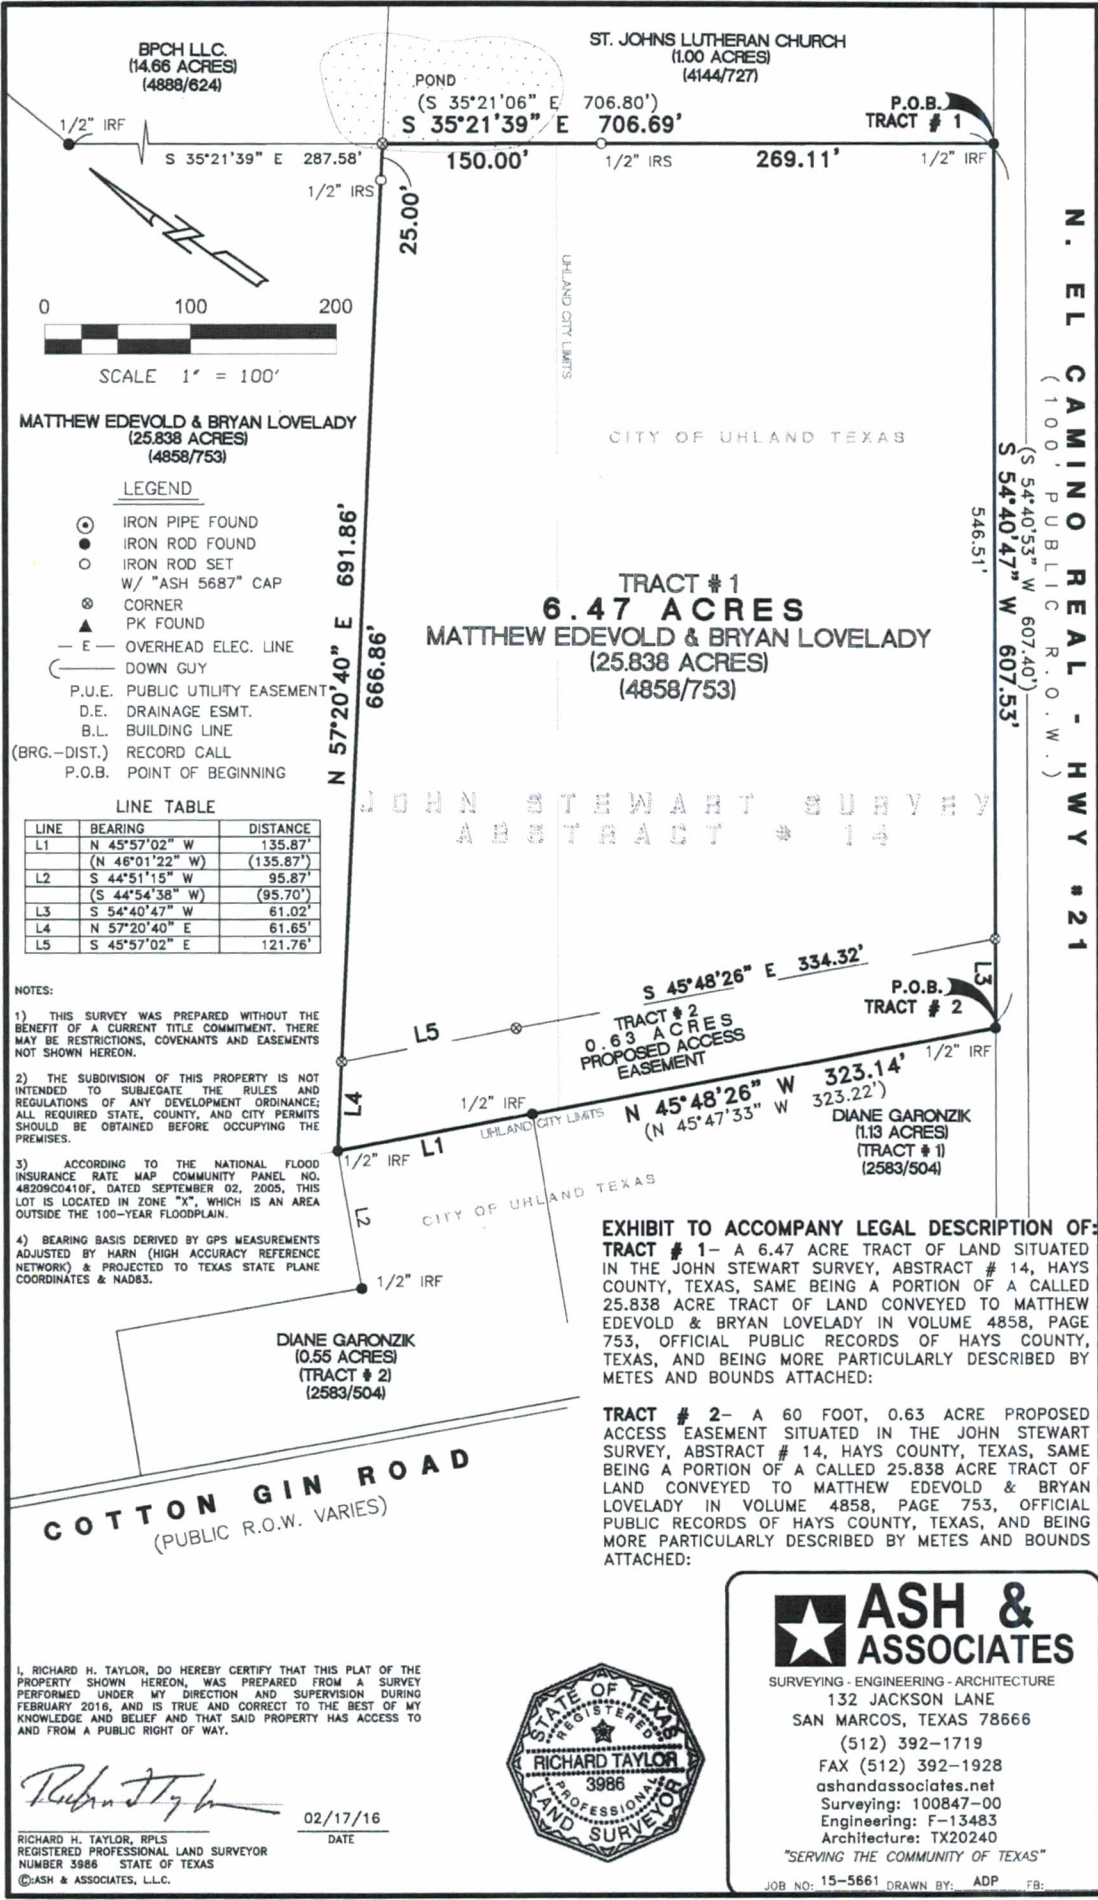 BPCH LLC.
(14.66 ACRES)
(4888/624)
ST. JOHNS LUTHERAN CHURCH
(1.00 ACRES)
(4144/727)
POND
(S 35°21'06" E 706.80')
S 35°21'39" E 706.69'
P.O.B.
TRACT # 1
1/2" IRF
S 35°21'39" E 287.58'
150.00'
1/2" IRS
269.11'
1/2" IRF
1/2" IRS
25.00'
0 100 200
SCALE 1" = 100'
UHLAND CITY LIMITS
CITY OF UHLAND TEXAS
MATTHEW EDEVOLD & BRYAN LOVELADY
(25.838 ACRES)
(4858/753)
LEGEND
IRON PIPE FOUND
IRON ROD FOUND
IRON ROD SET
W/ "ASH 5687" CAP
CORNER
PK FOUND
— E — OVERHEAD ELEC. LINE
DOWN GUY
P.U.E. PUBLIC UTILITY EASEMENT
D.E. DRAINAGE ESMT.
B.L. BUILDING LINE
(BRG.-DIST.) RECORD CALL
P.O.B. POINT OF BEGINNING
N 57°20'40" E 691.86'
666.86'
TRACT # 1
6.47 ACRES
MATTHEW EDEVOLD & BRYAN LOVELADY
(25.838 ACRES)
(4858/753)
546.51'
S 54°40'47" W 607.53'
(S 54°40'53" W 607.40')
N. EL CAMINO REAL - HWY #21
(100' PUBLIC R.O.W.)
JOHN STEWART SURVEY
ABSTRACT # 14
LINE TABLE
LINE BEARING DISTANCE
L1 N 45°57'02" W 135.87'
(N 46°01'22" W) (135.87')
L2 S 44°51'15" W 95.87'
(S 44°54'38" W) (95.70')
L3 S 54°40'47" W 61.02'
L4 N 57°20'40" E 61.65'
L5 S 45°57'02" E 121.76'
S 45°48'26" E 334.32'
L3
P.O.B.
TRACT # 2
L5
TRACT # 2
0.63 ACRES
PROPOSED ACCESS
EASEMENT
1/2" IRF
L4
1/2" IRF
UHLAND CITY LIMITS
N 45°48'26" W 323.14'
(N 45°47'33" W 323.22')
1/2" IRF L1
DIANE GARONZIK
(1.13 ACRES)
(TRACT # 1)
(2583/504)
L2
CITY OF UHLAND TEXAS
1/2" IRF
NOTES:
1) THIS SURVEY WAS PREPARED WITHOUT THE
BENEFIT OF A CURRENT TITLE COMMITMENT. THERE
MAY BE RESTRICTIONS, COVENANTS AND EASEMENTS
NOT SHOWN HEREON.
2) THE SUBDIVISION OF THIS PROPERTY IS NOT
INTENDED TO SUBJEGATE THE RULES AND
REGULATIONS OF ANY DEVELOPMENT ORDINANCE;
ALL REQUIRED STATE, COUNTY, AND CITY PERMITS
SHOULD BE OBTAINED BEFORE OCCUPYING THE
PREMISES.
3) ACCORDING TO THE NATIONAL FLOOD
INSURANCE RATE MAP COMMUNITY PANEL NO.
48209C0410F, DATED SEPTEMBER 02, 2005, THIS
LOT IS LOCATED IN ZONE "X", WHICH IS AN AREA
OUTSIDE THE 100-YEAR FLOODPLAIN.
4) BEARING BASIS DERIVED BY GPS MEASUREMENTS
ADJUSTED BY HARN (HIGH ACCURACY REFERENCE
NETWORK) & PROJECTED TO TEXAS STATE PLANE
COORDINATES & NAD83.
DIANE GARONZIK
(0.55 ACRES)
(TRACT # 2)
(2583/504)
COTTON GIN ROAD
(PUBLIC R.O.W. VARIES)
EXHIBIT TO ACCOMPANY LEGAL DESCRIPTION OF:
TRACT # 1- A 6.47 ACRE TRACT OF LAND SITUATED
IN THE JOHN STEWART SURVEY, ABSTRACT # 14, HAYS
COUNTY, TEXAS, SAME BEING A PORTION OF A CALLED
25.838 ACRE TRACT OF LAND CONVEYED TO MATTHEW
EDEVOLD & BRYAN LOVELADY IN VOLUME 4858, PAGE
753, OFFICIAL PUBLIC RECORDS OF HAYS COUNTY,
TEXAS, AND BEING MORE PARTICULARLY DESCRIBED BY
METES AND BOUNDS ATTACHED:
TRACT # 2- A 60 FOOT, 0.63 ACRE PROPOSED
ACCESS EASEMENT SITUATED IN THE JOHN STEWART
SURVEY, ABSTRACT # 14, HAYS COUNTY, TEXAS, SAME
BEING A PORTION OF A CALLED 25.838 ACRE TRACT OF
LAND CONVEYED TO MATTHEW EDEVOLD & BRYAN
LOVELADY IN VOLUME 4858, PAGE 753, OFFICIAL
PUBLIC RECORDS OF HAYS COUNTY, TEXAS, AND BEING
MORE PARTICULARLY DESCRIBED BY METES AND BOUNDS
ATTACHED:
I, RICHARD H. TAYLOR, DO HEREBY CERTIFY THAT THIS PLAT OF THE
PROPERTY SHOWN HEREON, WAS PREPARED FROM A SURVEY
PERFORMED UNDER MY DIRECTION AND SUPERVISION DURING
FEBRUARY 2016, AND IS TRUE AND CORRECT TO THE BEST OF MY
KNOWLEDGE AND BELIEF AND THAT SAID PROPERTY HAS ACCESS TO
AND FROM A PUBLIC RIGHT OF WAY.
02/17/16
DATE
RICHARD H. TAYLOR, RPLS
REGISTERED PROFESSIONAL LAND SURVEYOR
NUMBER 3986 STATE OF TEXAS
©:ASH & ASSOCIATES, L.L.C.
STATE OF TEXAS
REGISTERED
RICHARD TAYLOR
3986
PROFESSIONAL
LAND SURVEYOR
ASH &
ASSOCIATES
SURVEYING - ENGINEERING - ARCHITECTURE
132 JACKSON LANE
SAN MARCOS, TEXAS 78666
(512) 392-1719
FAX (512) 392-1928
ashandassociates.net
Surveying: 100847-00
Engineering: F-13483
Architecture: TX20240
"SERVING THE COMMUNITY OF TEXAS"
JOB NO: 15-5661 DRAWN BY: ADP FB: